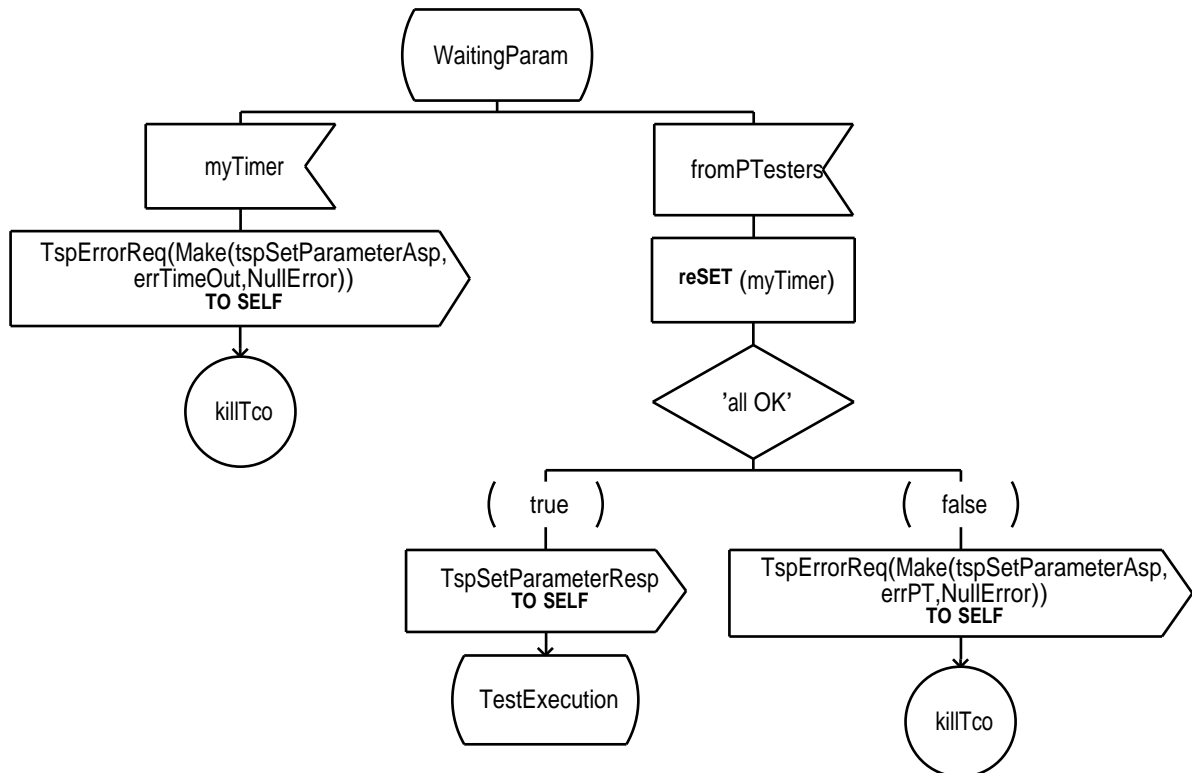 WaitingParam
myTimer
fromPTesters
TspErrorReq(Make(tspSetParameterAsp,
errTimeOut,NullError))
TO SELF
reSET (myTimer)
killTco
’all OK’
( true )
( false )
TspSetParameterResp
TO SELF
TspErrorReq(Make(tspSetParameterAsp,
errPT,NullError))
TO SELF
TestExecution
killTco